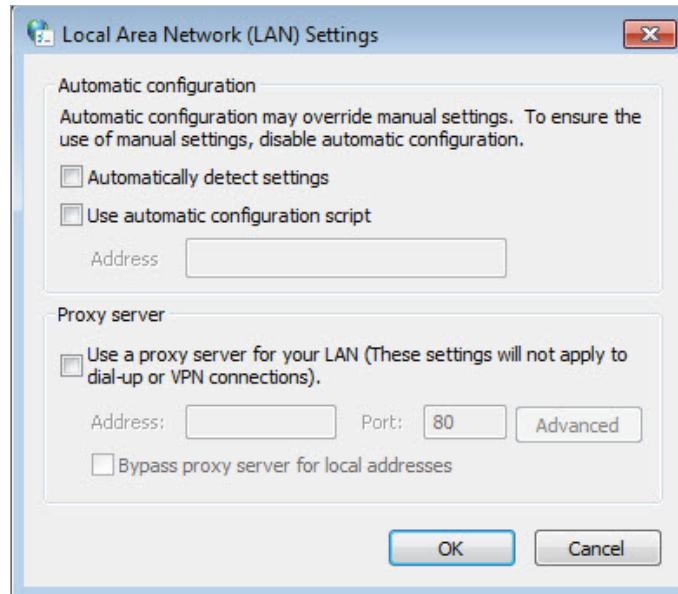 Local Area Network (LAN) Settings
Automatic configuration
Automatic configuration may override manual settings. To ensure the
use of manual settings, disable automatic configuration.
Automatically detect settings
Use automatic configuration script
Address
Proxy server
Use a proxy server for your LAN (These settings will not apply to
dial-up or VPN connections).
Address: Port: 80 Advanced
Bypass proxy server for local addresses
OK Cancel